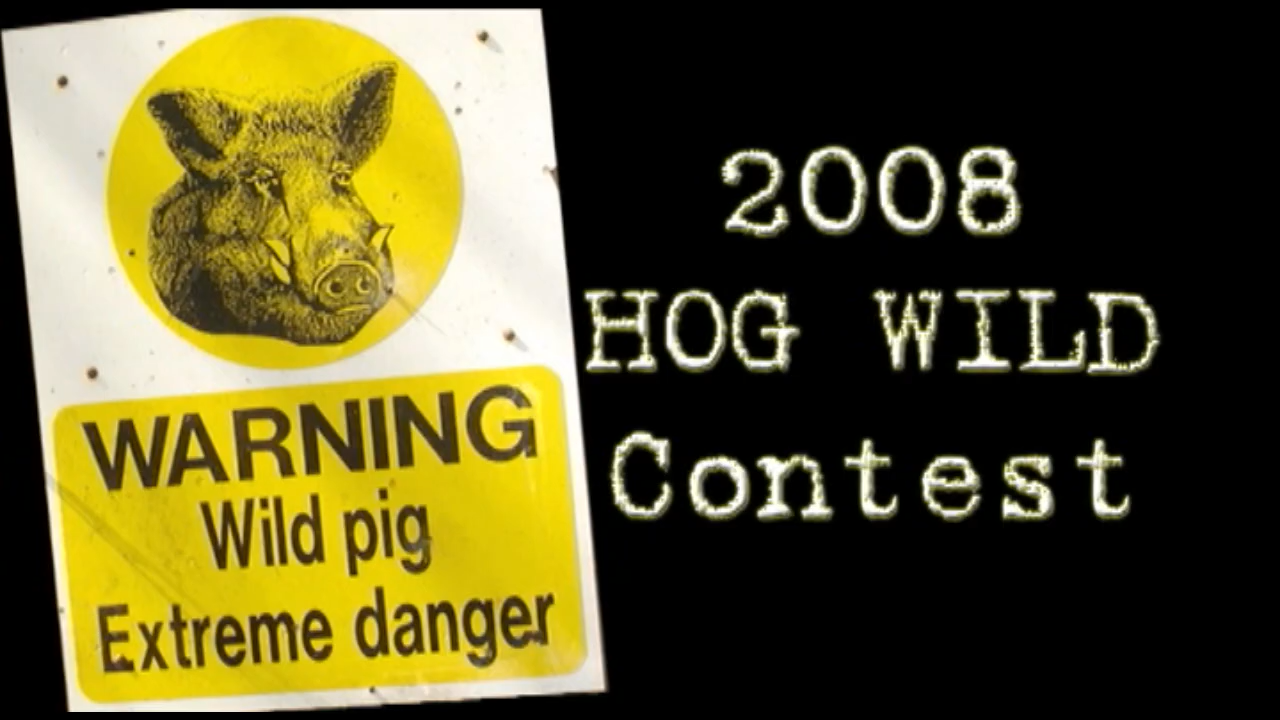 WARNING
Wild pig
Extreme danger
2008
HOG WILD
Contest